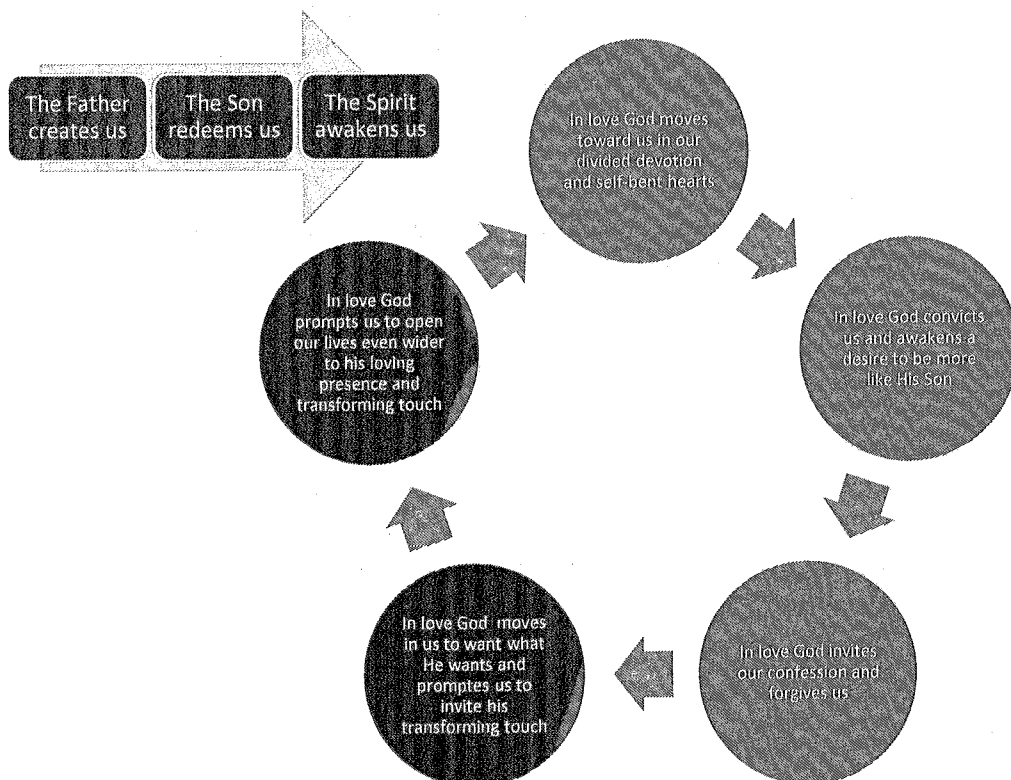 The Father
creates us
The Son
redeems us
The Spirit
awakens us
In love God moves
toward us in our
divided devotion
and self-bent hearts
In love God convicts
us and awakens a
desire to be more
like His Son
In love God invites
our confession and
forgives us
In love God moves
in us to want what
He wants and
promptes us to
invite his
transforming touch
In love God
prompts us to open
our lives even wider
to his loving
presence and
transforming touch